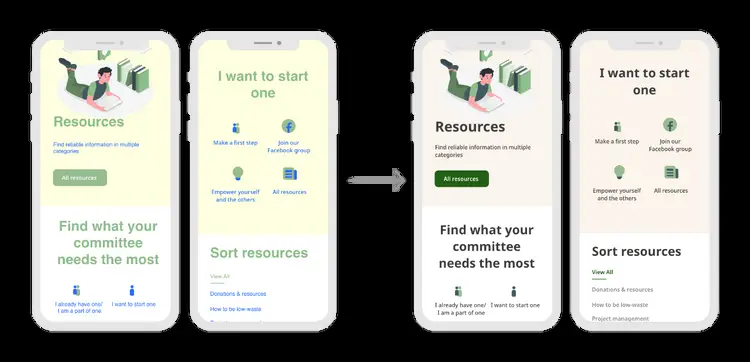 Resources
Find reliable information in multiple
categories
All resources
Find what your
committee
needs the most
I already have one/
I am a part of one
I want to start one
I want to start
one
Make a first step
Join our
Facebook group
Empower yourself
and the others
All resources
Sort resources
View All
Donations & resources
How to be low-waste
Resources
Find reliable information in multiple
categories
All resources
Find what your
committee
needs the most
I already have one/
I am a part of one
I want to start one
I want to start
one
Make a first step
Join our
Facebook group
Empower yourself
and the others
All resources
Sort resources
View All
Donations & resources
How to be low-waste
Project management